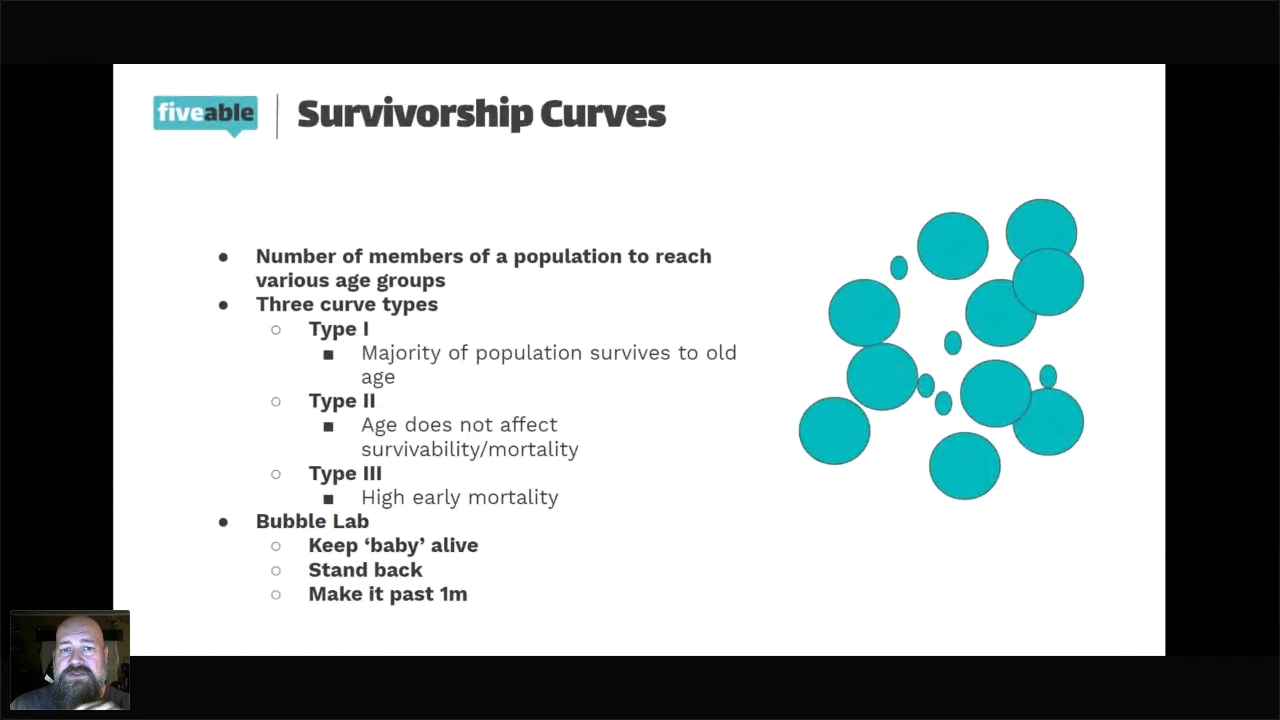 fiveable
Survivorship Curves
● Number of members of a population to reach
various age groups
● Three curve types
○ Type I
■ Majority of population survives to old
age
○ Type II
■ Age does not affect
survivability/mortality
○ Type III
■ High early mortality
● Bubble Lab
○ Keep ‘baby’ alive
○ Stand back
○ Make it past 1m